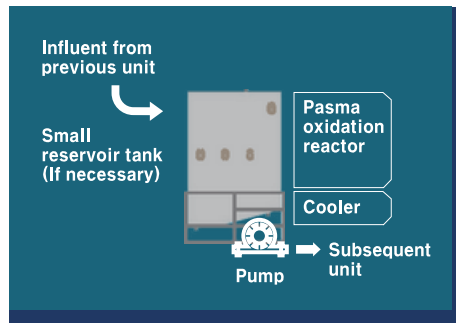 Influent from
previous unit
Small
reservoir tank
(If necessary)
Pasma
oxidation
reactor
Cooler
Subsequent
unit
Pump